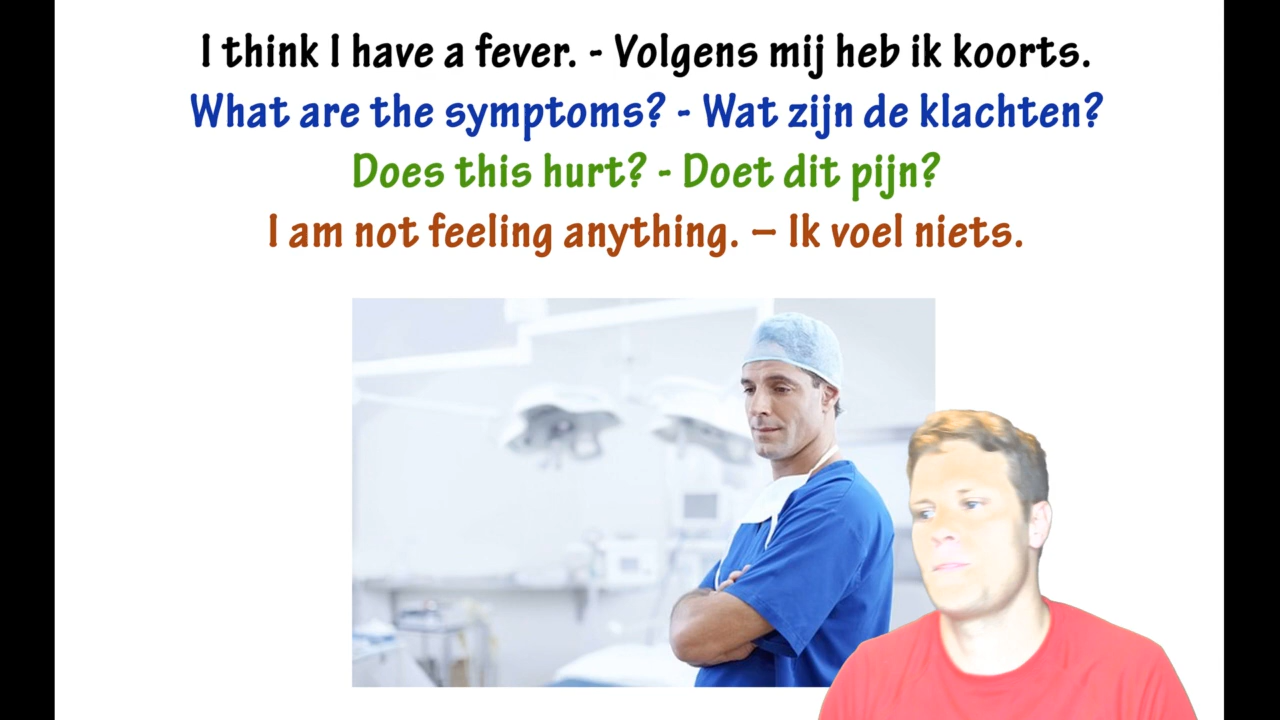 I think I have a fever. - Volgens mij heb ik koorts.
What are the symptoms? - Wat zijn de klachten?
Does this hurt? - Doet dit pijn?
I am not feeling anything. – Ik voel niets.